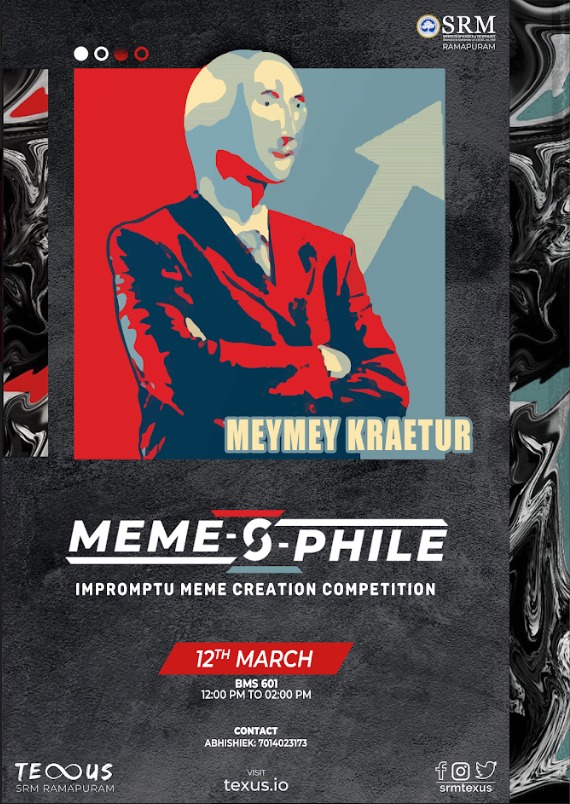 SRM
RAMAPURAM
MEYMEY KRAETUR
MEME-O-PHILE
IMPROMPTU MEME CREATION COMPETITION
12TH MARCH
BMS 601
12:00 PM TO 02:00 PM
CONTACT
ABHISHIEK: 7014023173
TEXUS
SRM RAMAPURAM
VISIT
texus.io
srmtexus